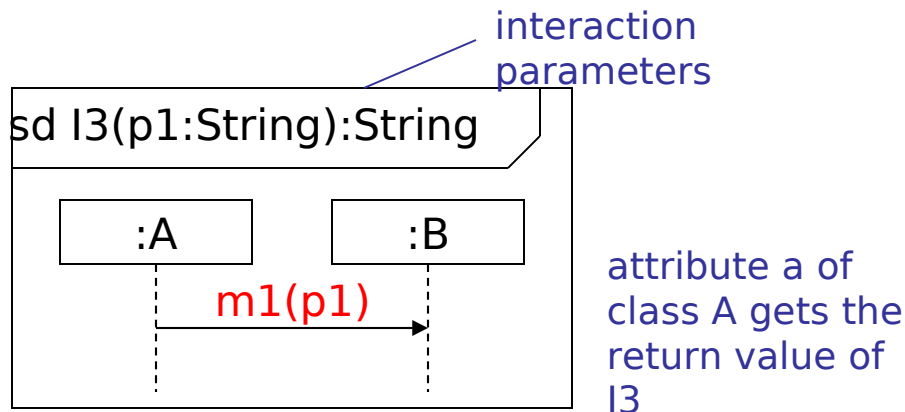 interaction
parameters
sd I3(p1:String):String
:A
:B
m1(p1)
attribute a of
class A gets the
return value of
I3